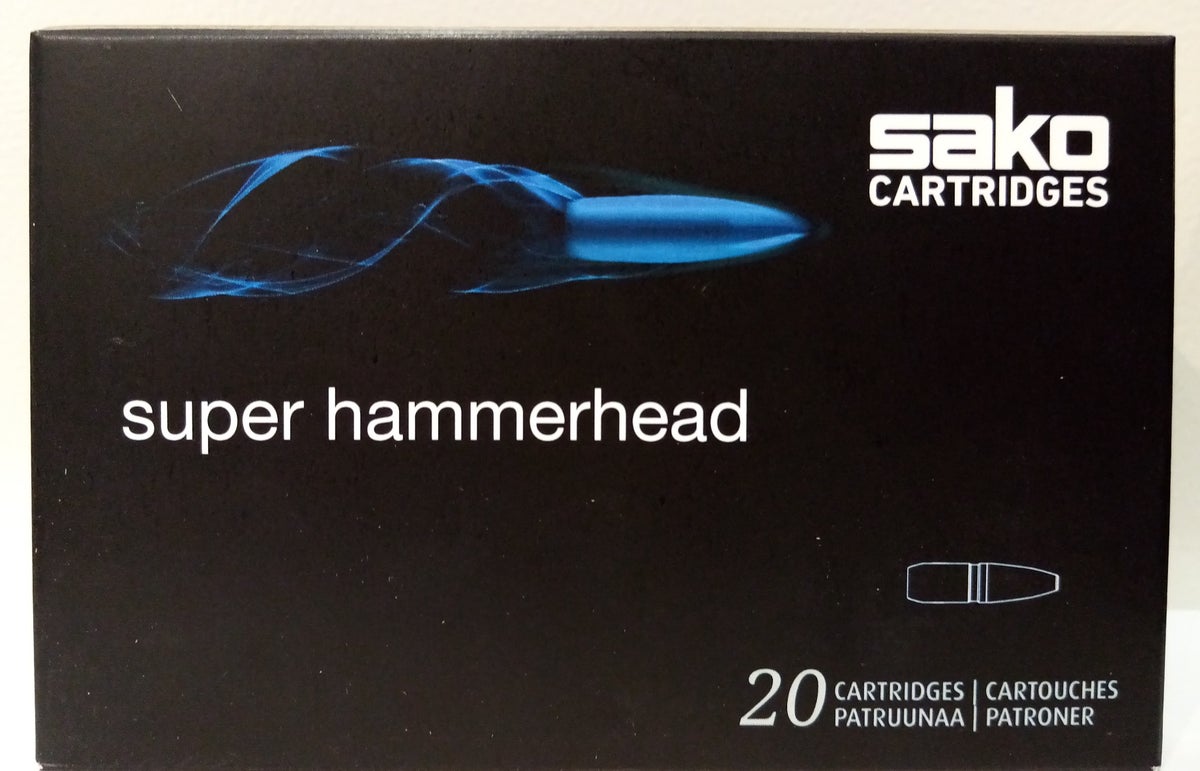 sako
CARTRIDGES
super hammerhead
20 CARTRIDGES | CARTOUCHES
PATRUUNAA | PATRONER